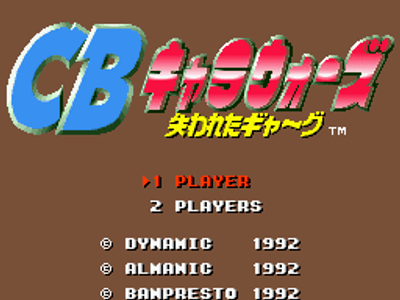 CB キャラウォーズ
失われたギャ〜グ ™
1 PLAYER
2 PLAYERS
© DYNAMIC 1992
© ALMANIC 1992
© BANPRESTO 1992